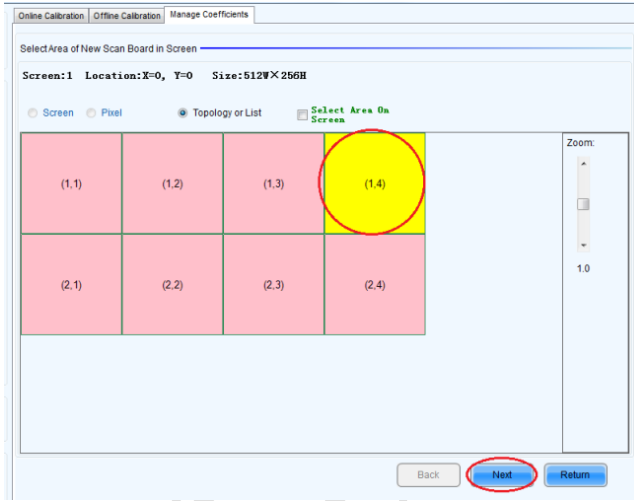 Online Calibration Offline Calibration Manage Coefficients
SelectArea of New Scan Board in Screen
Screen:1 Location:X=0, Y=0 Size:512W×256H
Screen Pixel Topology or List Select Area On
Screen
Zoom:
(1,1) (1,2) (1,3) (1,4)
1.0
(2,1) (2,2) (2,3) (2,4)
Back Next Return